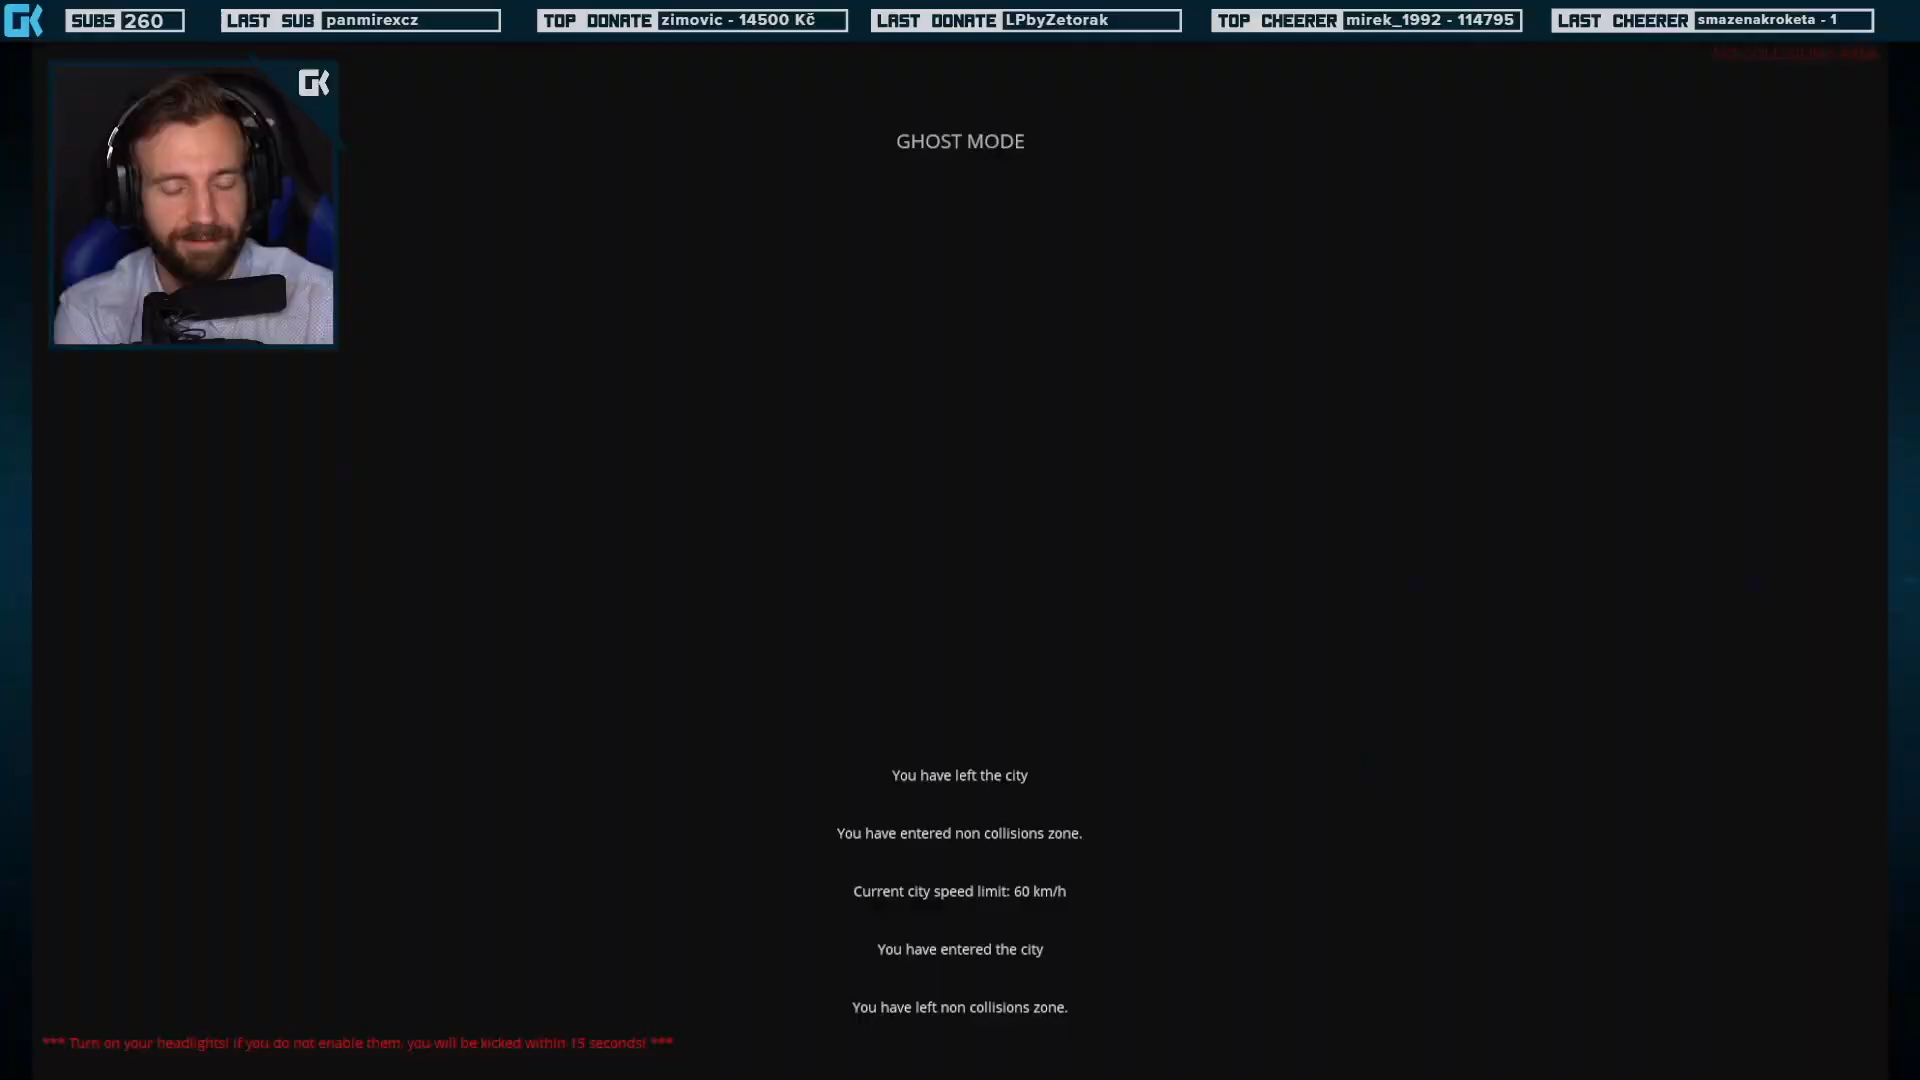 GK SUBS 260 LAST SUB panmirexcz TOP DONATE zimovic - 14500 Kč LAST DONATE LPbyZetorak TOP CHEERER mirek_1992 - 114795 LAST CHEERER smazenakroketa - 1
GK
GHOST MODE
You have left the city
You have entered non collisions zone.
Current city speed limit: 60 km/h
You have entered the city
You have left non collisions zone.
*** Turn on your headlights! If you do not enable them, you will be kicked within 15 seconds! ***